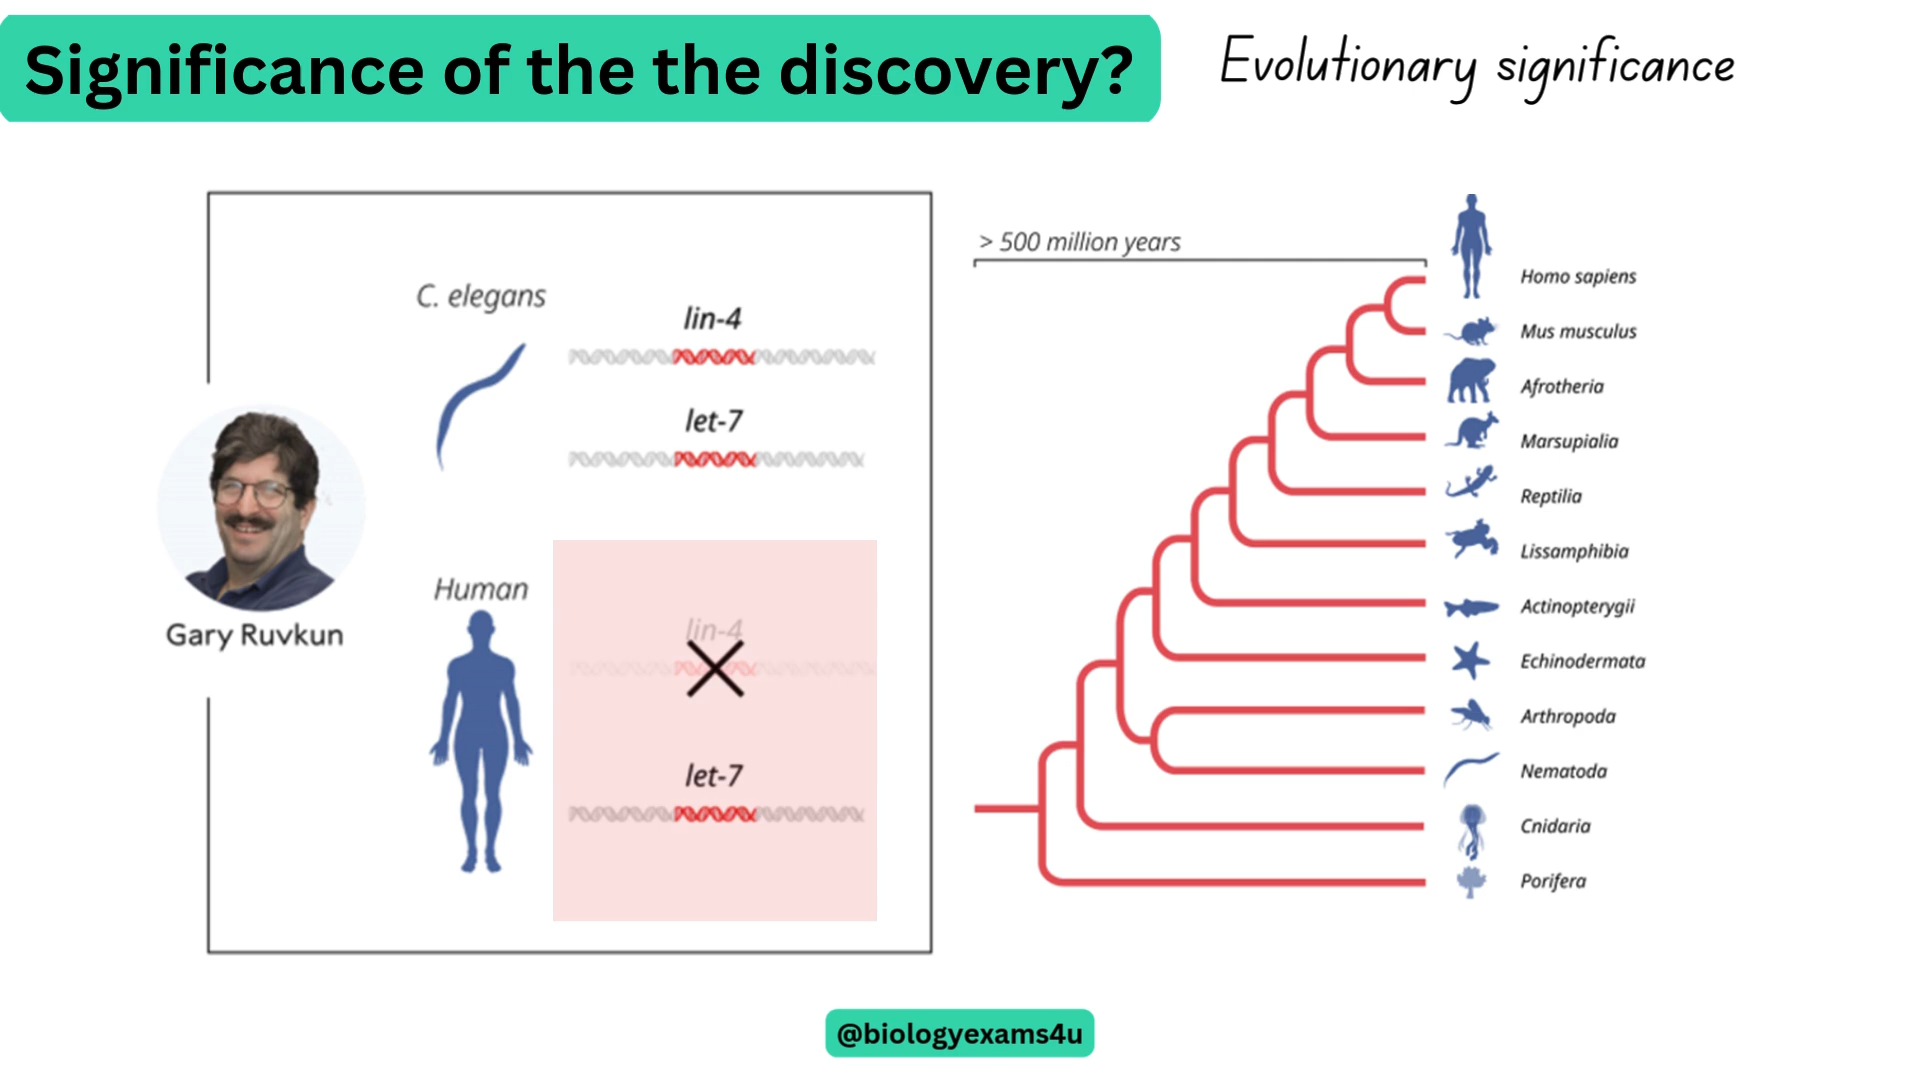 Significance of the the discovery?
Evolutionary significance
C. elegans
lin-4
let-7
Gary Ruvkun
Human
lin-4
let-7
> 500 million years
Homo sapiens
Mus musculus
Afrotheria
Marsupialia
Reptilia
Lissamphibia
Actinopterygii
Echinodermata
Arthropoda
Nematoda
Cnidaria
Porifera
@biologyexams4u